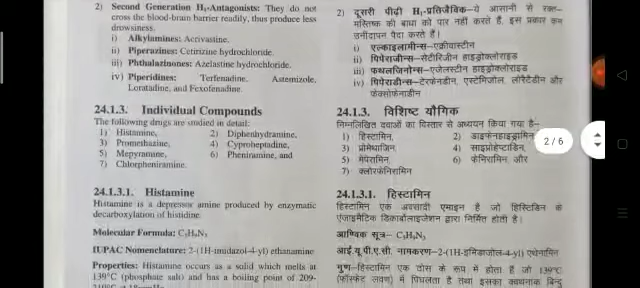 2) Second Generation H₁-Antagonists: They do not
cross the blood-brain barrier readily, thus produce less
drowsiness.
i) Alkylamines: Acrivastine.
ii) Piperazines: Cetirizine hydrochloride.
iii) Phthalazinones: Azelastine hydrochloride.
iv) Piperidines: Terfenadine, Astemizole,
Loratadine, and Fexofenadine.
24.1.3. Individual Compounds
The following drugs are studied in detail:
1) Histamine, 2) Diphenhydramine,
3) Promethazine, 4) Cyproheptadine,
5) Mepyramine, 6) Pheniramine, and
7) Chlorpheniramine.
24.1.3.1. Histamine
Histamine is a depressor amine produced by enzymatic
decarboxylation of histidine.
Molecular Formula: C₅H₉N₃
IUPAC Nomenclature: 2-(1H-imidazol-4-yl) ethanamine
Properties: Histamine occurs as a solid which melts at
139°C (phosphate salt) and has a boiling point of 209-
2) दूसरी पीढ़ी H₁-प्रतिजैविक-ये आसानी से रक्त-
मस्तिष्क की बाधा को पार नहीं करते हैं, इस प्रकार कम
उनींदापन पैदा करते हैं।
i) एल्काइलामीन्स-एक्रीवास्टीन
ii) पिपेराजीन्स-सेटीरिजीन हाइड्रोक्लोराइड
iii) फथलजिनोन्स-एजेलस्टीन हाइड्रोक्लोराइड
iv) पिपेरीडीन्स-टेरफेनडीन, एस्टेमिजोल, लोरैटेडीन और
फेक्सोफेनाडीन
24.1.3. विशिष्ट यौगिक
निम्नलिखित दवाओं का विस्तार से अध्ययन किया गया है-
1) हिस्टामिन, 2) डाइफेनहाइड्रामिन
3) प्रोमेथाजिन, 4) साइप्रोहेप्टाडिन,
5) मेपेरामिन, 6) फेनिरामिन और
7) क्लोरफेनिरामिन
24.1.3.1. हिस्टामिन
हिस्टामिन एक अवसादी एमाइन है जो हिस्टिडिन के
एंजाइमैटिक डिकार्बोलाइजेशन द्वारा निर्मित होती है।
आण्विक सूत्र- C₅H₉N₃
आई.यू.पी.ए.सी. नामकरण-2-(1H-इमिडाजोल-4-yl) एथेनामिन
गुण-हिस्टामिन एक ठोस के रूप में होता है जो 139°C
(फॉस्फेट लवण) में पिघलता है तथा इसका क्वथनांक बिन्दु
2 / 6